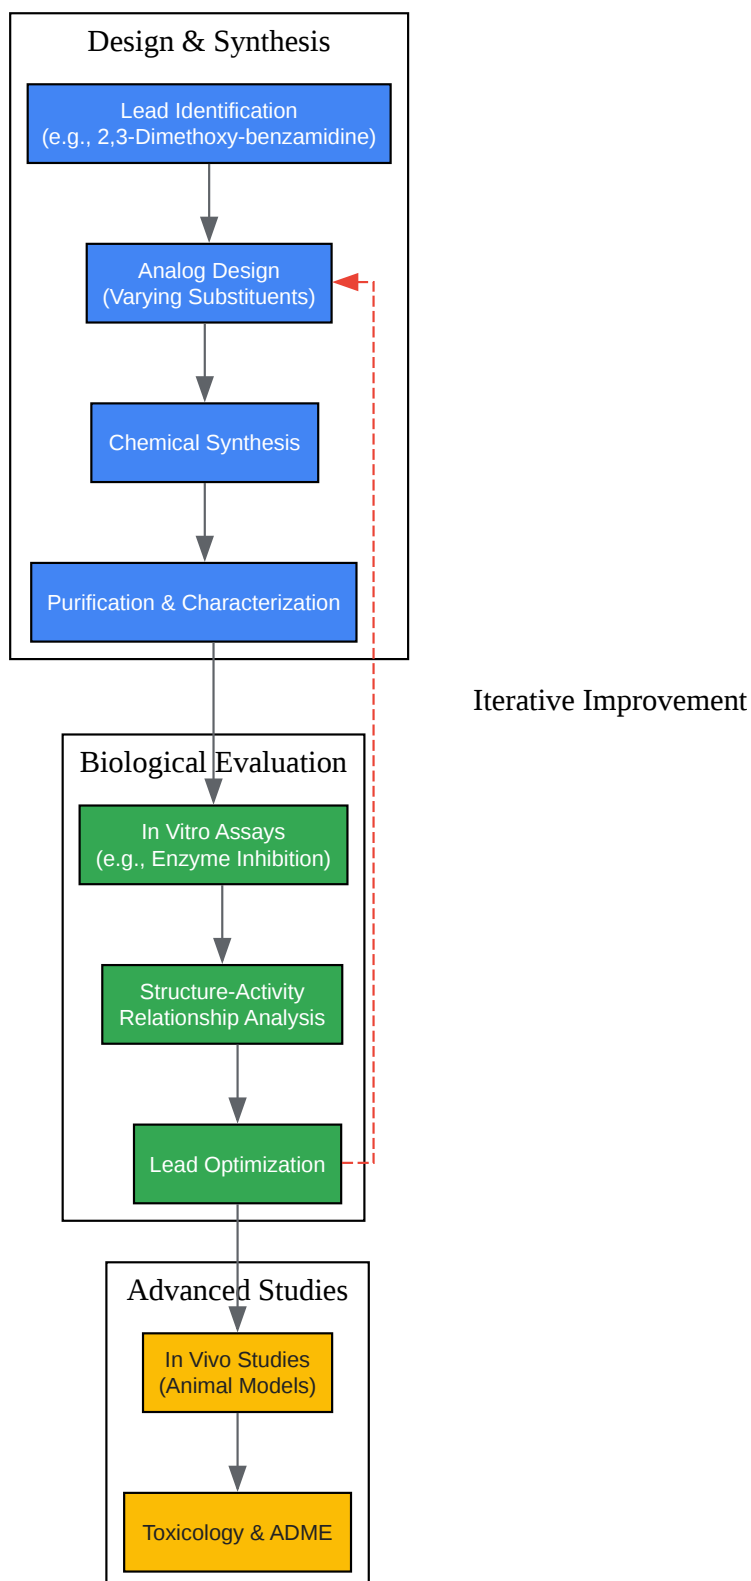 Design & Synthesis
Lead Identification
(e.g., 2,3-Dimethoxy-benzamidine)
Analog Design
(Varying Substituents)
Chemical Synthesis
Purification & Characterization
Iterative Improvement
Biological Evaluation
In Vitro Assays
(e.g., Enzyme Inhibition)
Structure-Activity
Relationship Analysis
Lead Optimization
Advanced Studies
In Vivo Studies
(Animal Models)
Toxicology & ADME